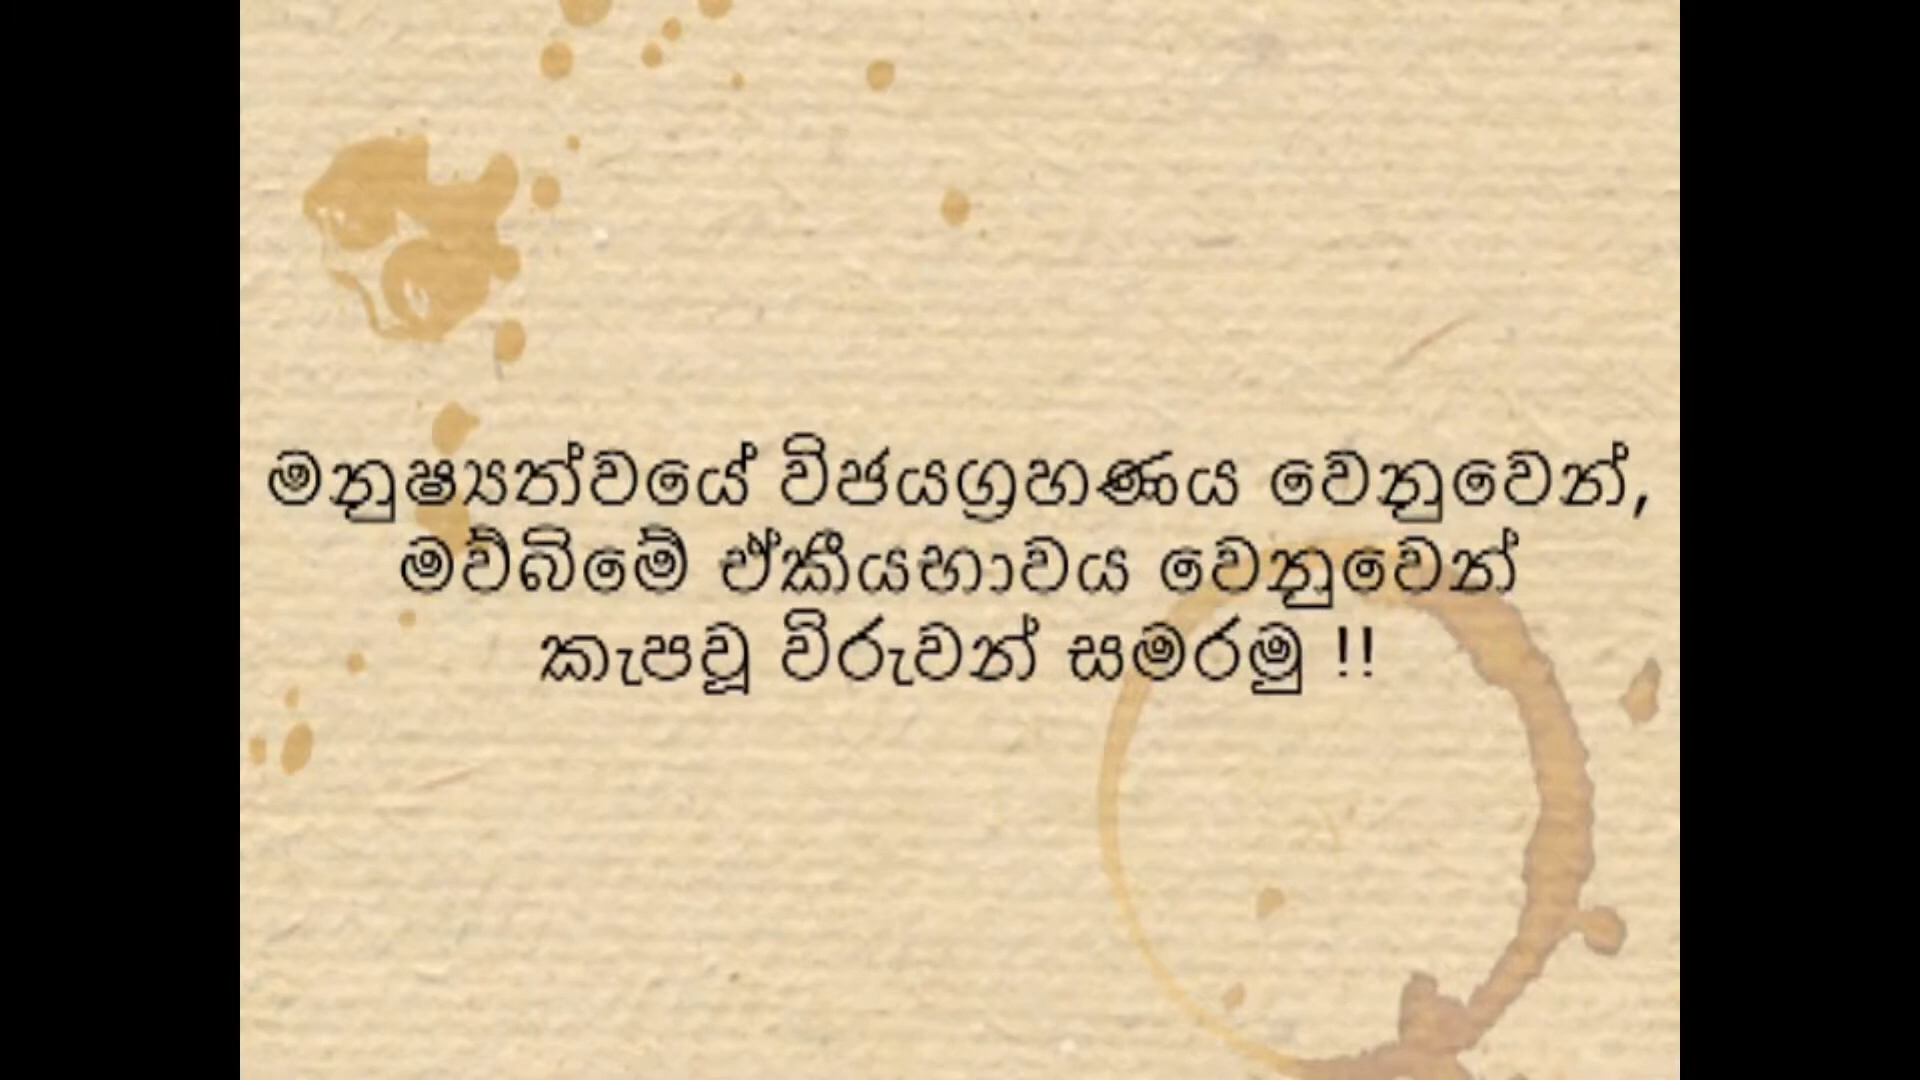 මනුෂ්‍යත්වයේ විජයග්‍රහණය වෙනුවෙන්,
මව්බිමේ ඒකීයභාවය වෙනුවෙන්
කැපවූ විරුවන් සමරමු !!